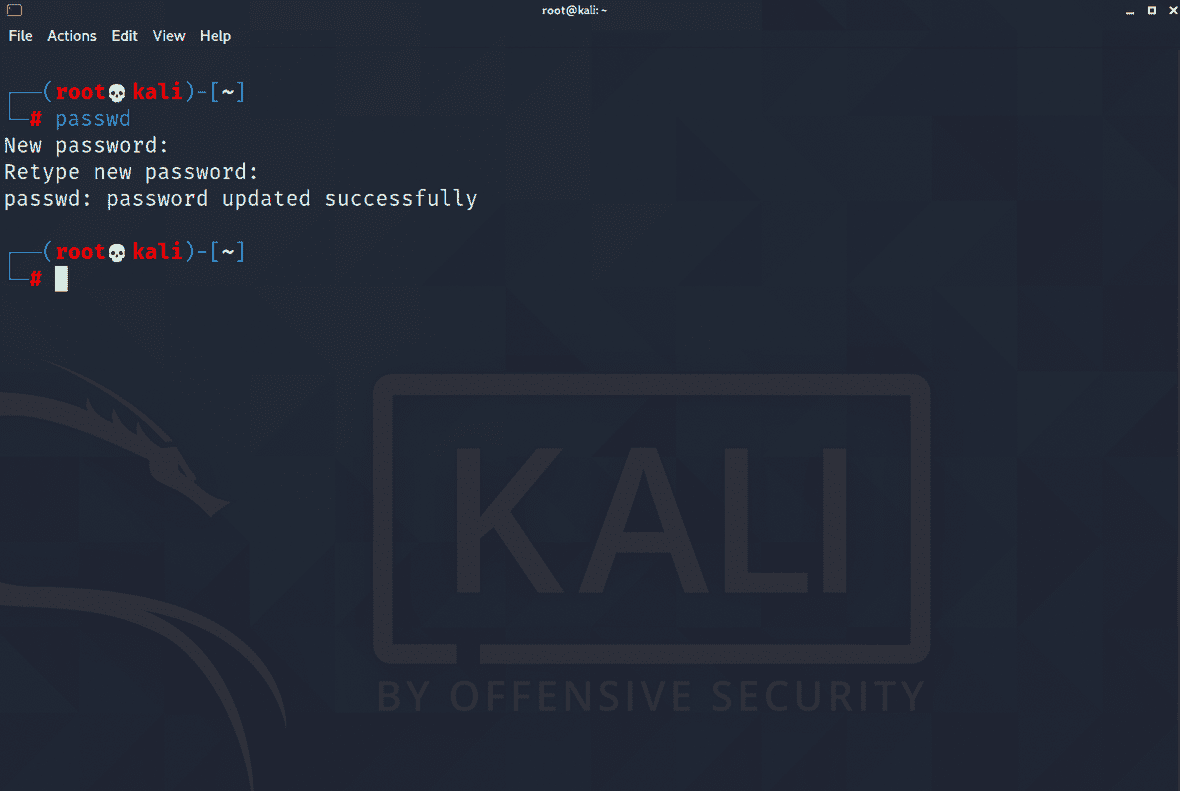 root@kali: ~
File Actions Edit View Help
┌──(root💀kali)-[~]
└─# passwd
New password:
Retype new password:
passwd: password updated successfully
┌──(root💀kali)-[~]
└─#
KALI
BY OFFENSIVE SECURITY